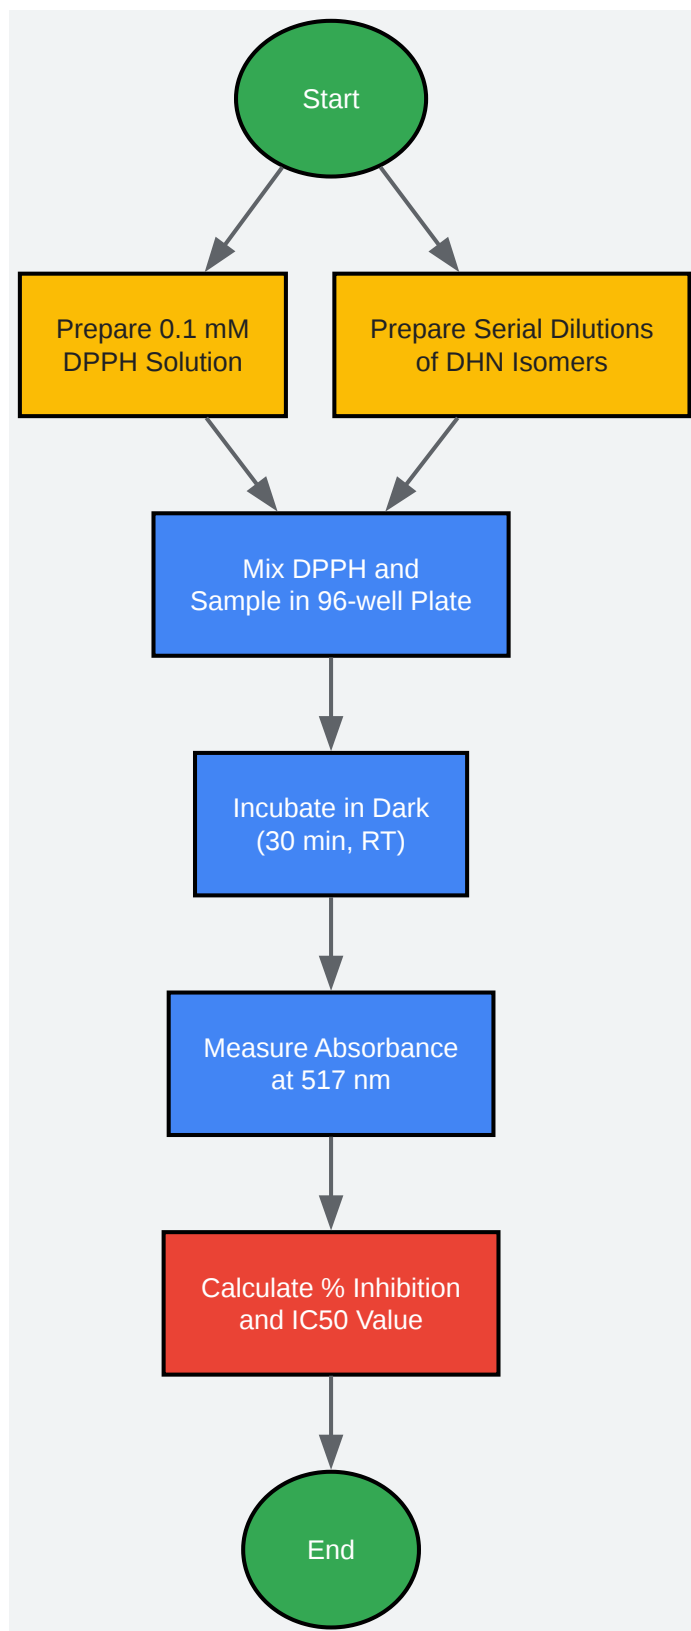 Start
Prepare 0.1 mM
DPPH Solution
Prepare Serial Dilutions
of DHN Isomers
Mix DPPH and
Sample in 96-well Plate
Incubate in Dark
(30 min, RT)
Measure Absorbance
at 517 nm
Calculate % Inhibition
and IC50 Value
End